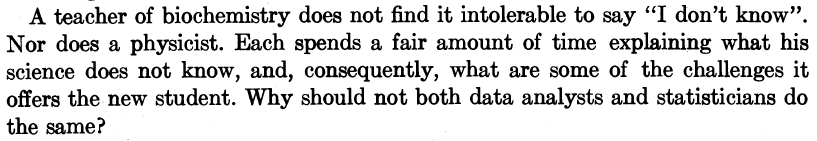 A teacher of biochemistry does not find it intolerable to say “I don’t know”.
Nor does a physicist. Each spends a fair amount of time explaining what his
science does not know, and, consequently, what are some of the challenges it
offers the new student. Why should not both data analysts and statisticians do
the same?